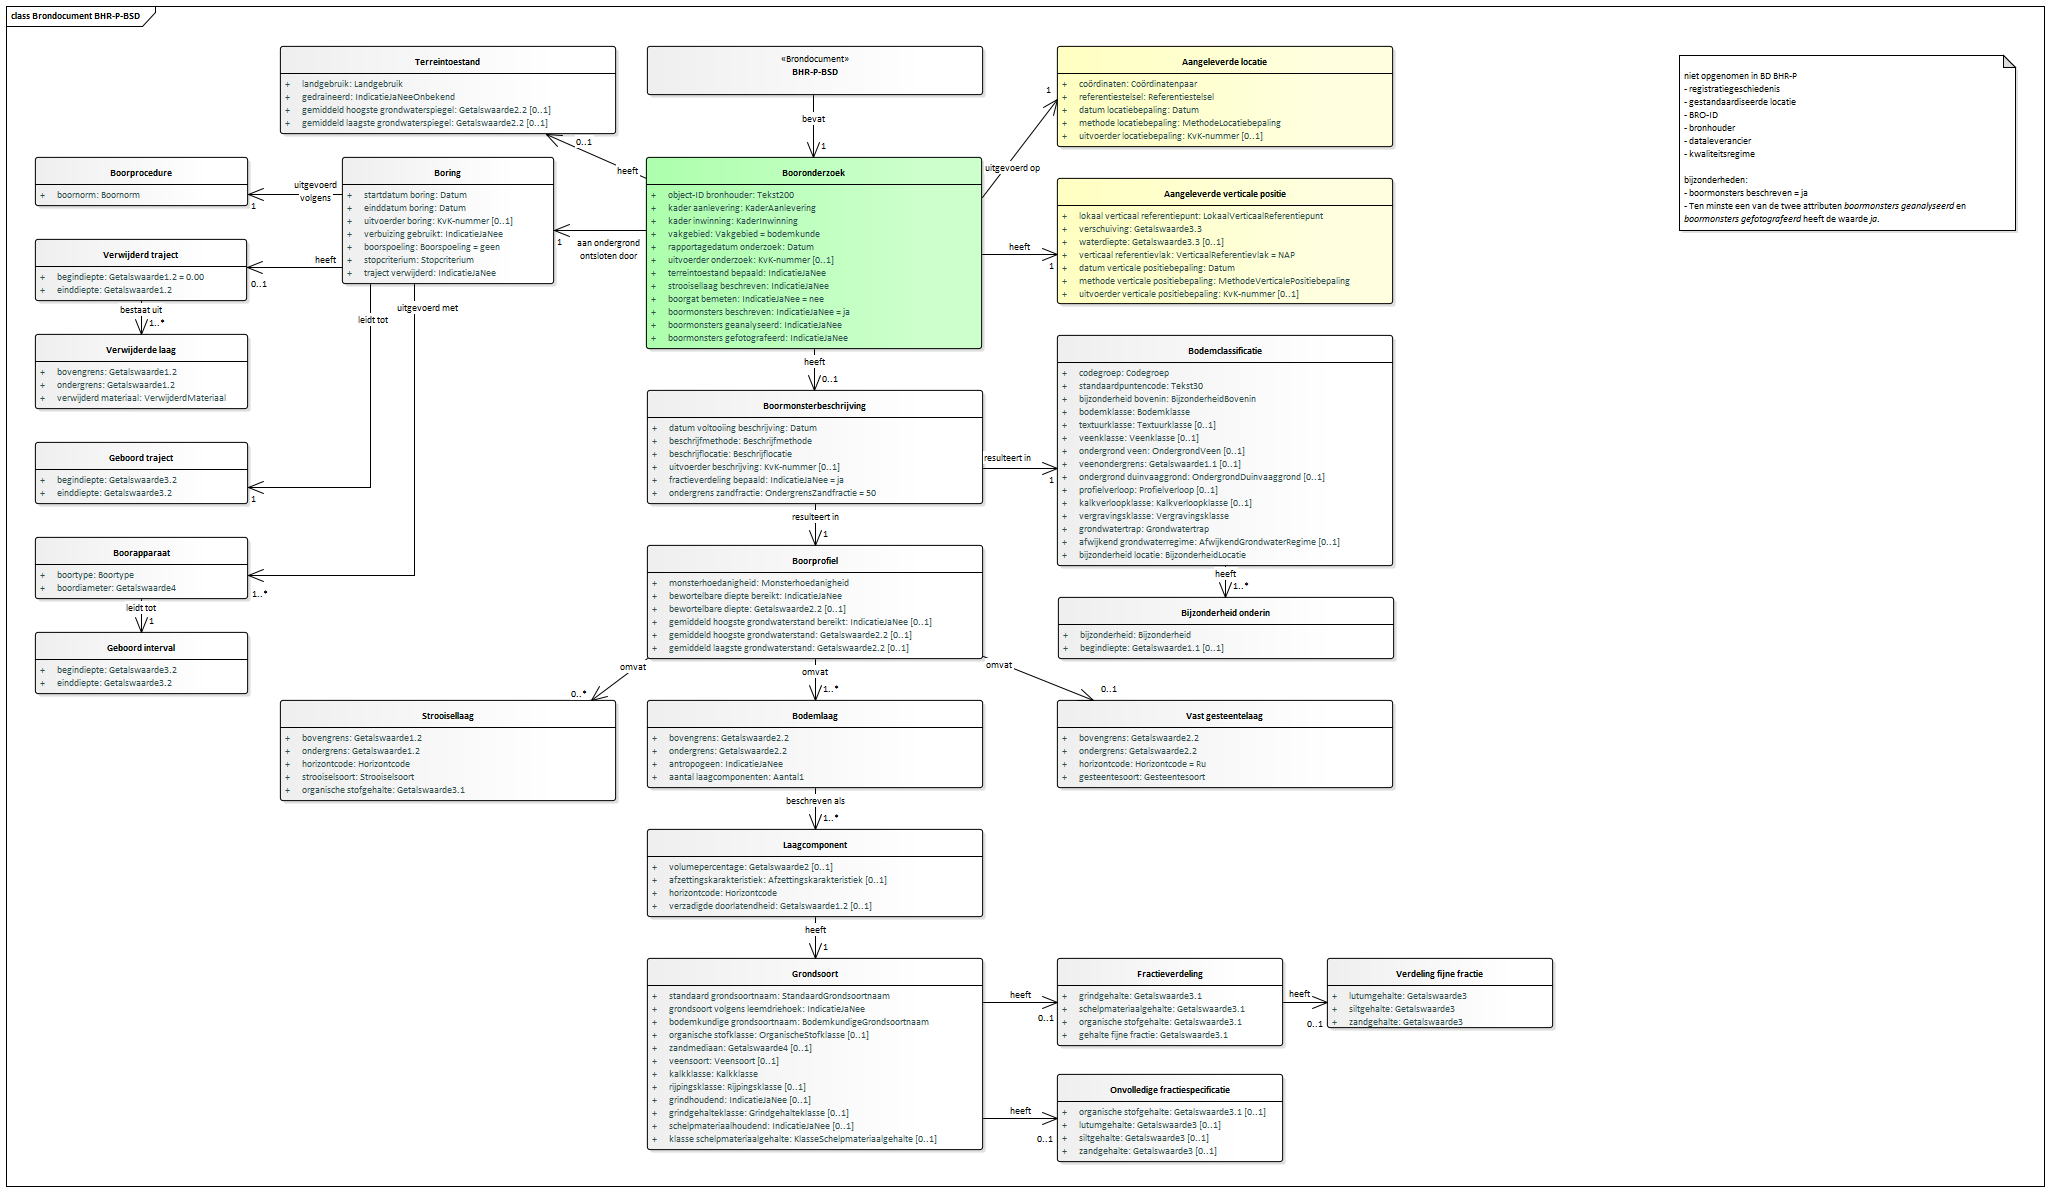 class Brondocument BHR-P-BSD
Terreintoestand
+ landgebruik: Landgebruik
+ gedraineerd: IndicatieJaNeeOnbekend
+ gemiddeld hoogste grondwaterspiegel: Getalswaarde2.2 [0..1]
+ gemiddeld laagste grondwaterspiegel: Getalswaarde2.2 [0..1]
«Brondocument»
BHR-P-BSD
bevat
1
Aangeleverde locatie
+ coördinaten: Coördinatenpaar
+ referentiestelsel: Referentiestelsel
+ datum locatiebepaling: Datum
+ methode locatiebepaling: MethodeLocatiebepaling
+ uitvoerder locatiebepaling: KvK-nummer [0..1]
1
uitgevoerd op
niet opgenomen in BD BHR-P
- registratiegeschiedenis
- gestandaardiseerde locatie
- BRO-ID
- bronhouder
- dataleverancier
- kwaliteitsregime
bijzonderheden:
- boormonsters beschreven = ja
- Ten minste een van de twee attributen boormonsters geanalyseerd en
boormonsters gefotografeerd heeft de waarde ja.
0..1
heeft
Boorprocedure
+ boornorm: Boornorm
uitgevoerd
volgens
1
Boring
+ startdatum boring: Datum
+ einddatum boring: Datum
+ uitvoerder boring: KvK-nummer [0..1]
+ verbuizing gebruikt: IndicatieJaNee
+ boorspoeling: Boorspoeling = geen
+ stopcriterium: Stopcriterium
+ traject verwijderd: IndicatieJaNee
1
aan ondergrond
ontsloten door
Booronderzoek
+ object-ID bronhouder: Tekst200
+ kader aanlevering: KaderAanlevering
+ kader inwinning: KaderInwinning
+ vakgebied: Vakgebied = bodemkunde
+ rapportagedatum onderzoek: Datum
+ uitvoerder onderzoek: KvK-nummer [0..1]
+ terreintoestand bepaald: IndicatieJaNee
+ strooisellaag beschreven: IndicatieJaNee
+ boorgat bemeten: IndicatieJaNee = nee
+ boormonsters beschreven: IndicatieJaNee = ja
+ boormonsters geanalyseerd: IndicatieJaNee
+ boormonsters gefotografeerd: IndicatieJaNee
heeft
1
Aangeleverde verticale positie
+ lokaal verticaal referentiepunt: LokaalVerticaalReferentiepunt
+ verschuiving: Getalswaarde3.3
+ waterdiepte: Getalswaarde3.3 [0..1]
+ verticaal referentievlak: VerticaalReferentievlak = NAP
+ datum verticale positiebepaling: Datum
+ methode verticale positiebepaling: MethodeVerticalePositiebepaling
+ uitvoerder verticale positiebepaling: KvK-nummer [0..1]
Verwijderd traject
+ begindiepte: Getalswaarde1.2 = 0.00
+ einddiepte: Getalswaarde1.2
heeft
0..1
bestaat uit
1..*
Verwijderde laag
+ bovengrens: Getalswaarde1.2
+ ondergrens: Getalswaarde1.2
+ verwijderd materiaal: VerwijderdMateriaal
uitgevoerd met
leidt tot
Geboord traject
+ begindiepte: Getalswaarde3.2
+ einddiepte: Getalswaarde3.2
1
Boorapparaat
+ boortype: Boortype
+ boordiameter: Getalswaarde4
1..*
leidt tot
1
Geboord interval
+ begindiepte: Getalswaarde3.2
+ einddiepte: Getalswaarde3.2
heeft
0..1
Boormonsterbeschrijving
+ datum voltooiing beschrijving: Datum
+ beschrijfmethode: Beschrijfmethode
+ beschrijflocatie: Beschrijflocatie
+ uitvoerder beschrijving: KvK-nummer [0..1]
+ fractieverdeling bepaald: IndicatieJaNee = ja
+ ondergrens zandfractie: OndergrensZandfractie = 50
resulteert in
1
Bodemclassificatie
+ codegroep: Codegroep
+ standaardpuntencode: Tekst30
+ bijzonderheid bovenin: BijzonderheidBovenin
+ bodemklasse: Bodemklasse
+ textuurklasse: Textuurklasse [0..1]
+ veenklasse: Veenklasse [0..1]
+ ondergrond veen: OndergrondVeen [0..1]
+ veenondergrens: Getalswaarde1.1 [0..1]
+ ondergrond duinvaaggrond: OndergrondDuinvaaggrond [0..1]
+ profielverloop: Profielverloop [0..1]
+ kalkverloopklasse: Kalkverloopklasse [0..1]
+ vergravingsklasse: Vergravingsklasse
+ grondwatertrap: Grondwatertrap
+ afwijkend grondwaterregime: AfwijkendGrondwaterRegime [0..1]
+ bijzonderheid locatie: BijzonderheidLocatie
heeft
1..*
Bijzonderheid onderin
+ bijzonderheid: Bijzonderheid
+ begindiepte: Getalswaarde1.1 [0..1]
resulteert in
1
Boorprofiel
+ monsterhoedanigheid: Monsterhoedanigheid
+ bewortelbare diepte bereikt: IndicatieJaNee
+ bewortelbare diepte: Getalswaarde2.2 [0..1]
+ gemiddeld hoogste grondwaterstand bereikt: IndicatieJaNee [0..1]
+ gemiddeld hoogste grondwaterstand: Getalswaarde2.2 [0..1]
+ gemiddeld laagste grondwaterstand: Getalswaarde2.2 [0..1]
omvat
0..*
omvat
1..*
omvat
0..1
Strooisellaag
+ bovengrens: Getalswaarde1.2
+ ondergrens: Getalswaarde1.2
+ horizontcode: Horizontcode
+ strooiselsoort: Strooiselsoort
+ organische stofgehalte: Getalswaarde3.1
Bodemlaag
+ bovengrens: Getalswaarde2.2
+ ondergrens: Getalswaarde2.2
+ antropogeen: IndicatieJaNee
+ aantal laagcomponenten: Aantal1
Vast gesteentelaag
+ bovengrens: Getalswaarde2.2
+ ondergrens: Getalswaarde2.2
+ horizontcode: Horizontcode = Ru
+ gesteentesoort: Gesteentesoort
beschreven als
1..*
Laagcomponent
+ volumepercentage: Getalswaarde2 [0..1]
+ afzettingskarakteristiek: Afzettingskarakteristiek [0..1]
+ horizontcode: Horizontcode
+ verzadigde doorlatendheid: Getalswaarde1.2 [0..1]
heeft
1
Grondsoort
+ standaard grondsoortnaam: StandaardGrondsoortnaam
+ grondsoort volgens leemdriehoek: IndicatieJaNee
+ bodemkundige grondsoortnaam: BodemkundigeGrondsoortnaam
+ organische stofklasse: OrganischeStofklasse [0..1]
+ zandmediaan: Getalswaarde4 [0..1]
+ veensoort: Veensoort [0..1]
+ kalkklasse: Kalkklasse
+ rijpingsklasse: Rijpingsklasse [0..1]
+ grindhoudend: IndicatieJaNee [0..1]
+ grindgehalteklasse: Grindgehalteklasse [0..1]
+ schelpmateriaalhoudend: IndicatieJaNee [0..1]
+ klasse schelpmateriaalgehalte: KlasseSchelpmateriaalgehalte [0..1]
heeft
0..1
Fractieverdeling
+ grindgehalte: Getalswaarde3.1
+ schelpmateriaalgehalte: Getalswaarde3.1
+ organische stofgehalte: Getalswaarde3.1
+ gehalte fijne fractie: Getalswaarde3.1
heeft
0..1
Verdeling fijne fractie
+ lutumgehalte: Getalswaarde3
+ siltgehalte: Getalswaarde3
+ zandgehalte: Getalswaarde3
heeft
0..1
Onvolledige fractiespecificatie
+ organische stofgehalte: Getalswaarde3.1 [0..1]
+ lutumgehalte: Getalswaarde3 [0..1]
+ siltgehalte: Getalswaarde3 [0..1]
+ zandgehalte: Getalswaarde3 [0..1]